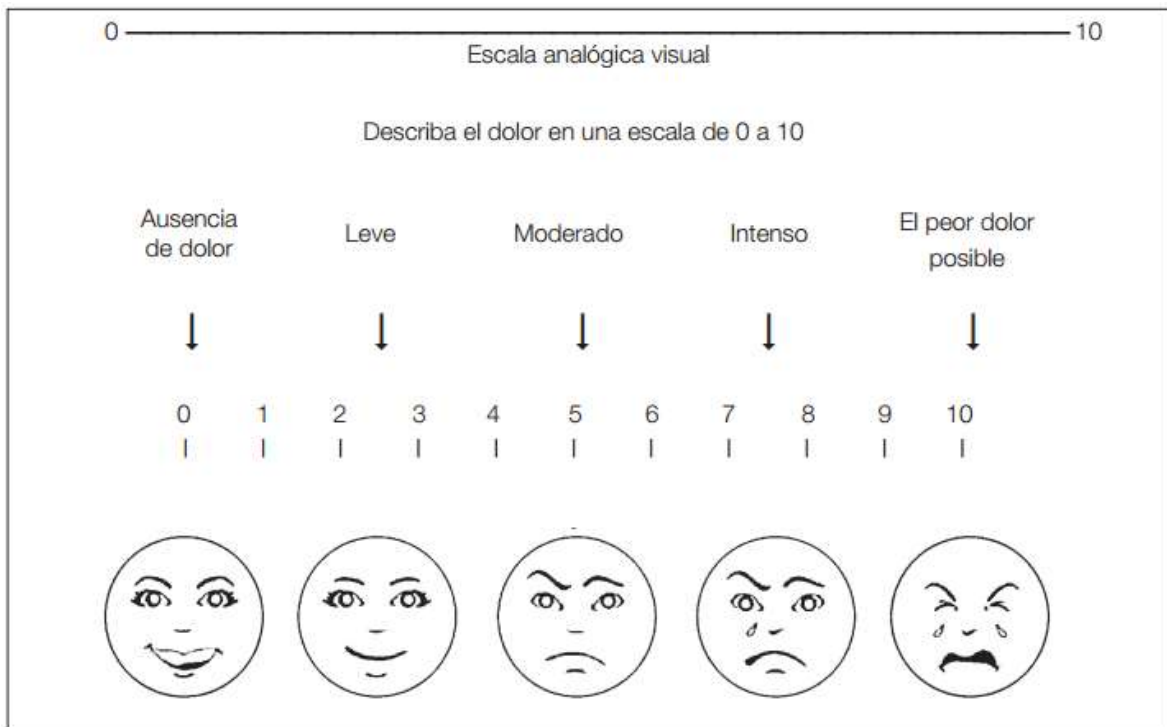 0 10
Escala analógica visual
Describa el dolor en una escala de 0 a 10
Ausencia
de dolor
Leve
Moderado
Intenso
El peor dolor
posible
0 1 2 3 4 5 6 7 8 9 10